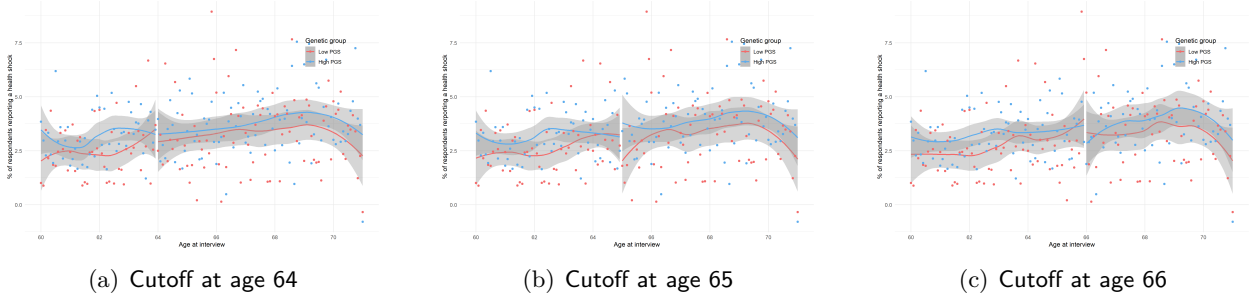 % of respondents reporting a health shock
7.5
5.0
2.5
0.0
60 62 64 66 68 70
Age at interview
Genetic group
Low PGS
High PGS
(a) Cutoff at age 64
% of respondents reporting a health shock
7.5
5.0
2.5
0.0
60 62 64 66 68 70
Age at interview
Genetic group
Low PGS
High PGS
(b) Cutoff at age 65
% of respondents reporting a health shock
7.5
5.0
2.5
0.0
60 62 64 66 68 70
Age at interview
Genetic group
Low PGS
High PGS
(c) Cutoff at age 66